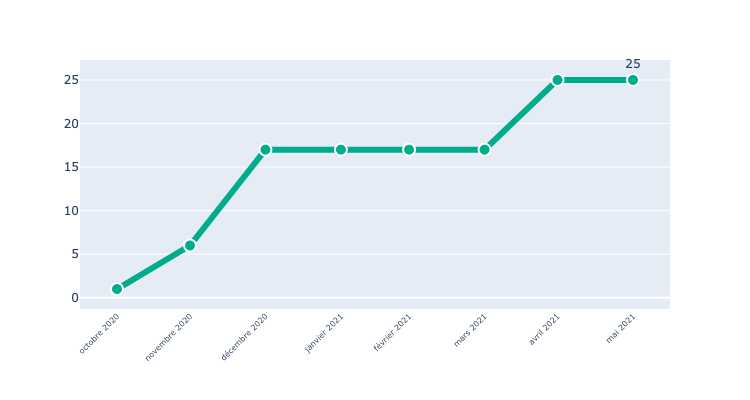 25
25
20
15
10
5
0
octobre 2020
novembre 2020
décembre 2020
janvier 2021
février 2021
mars 2021
avril 2021
mai 2021